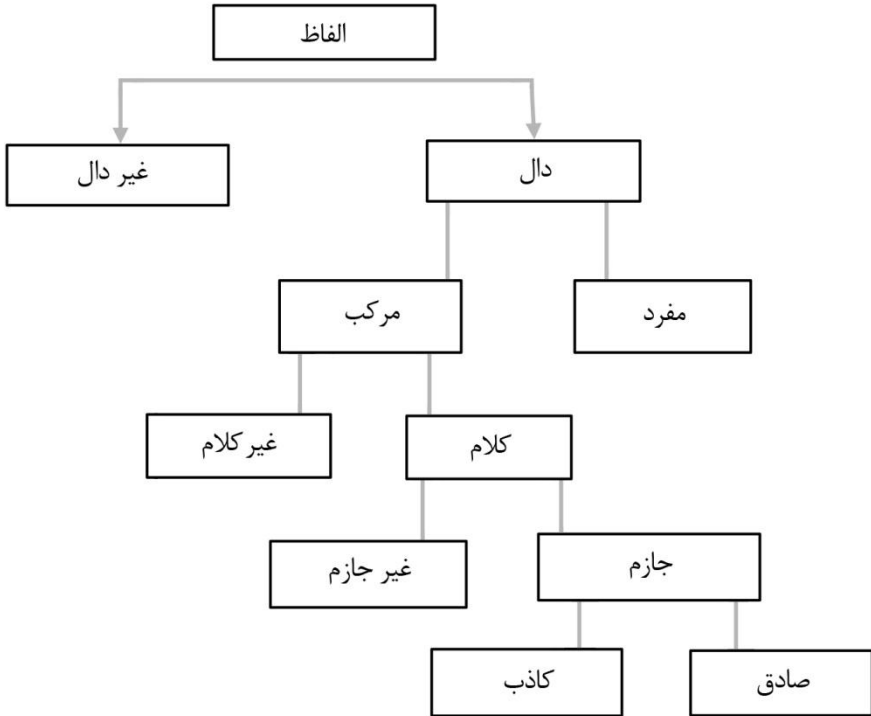 الفاظ
دال
غیر دال
مفرد
مرکب
کلام
غیر کلام
جازم
غیر جازم
صادق
کاذب